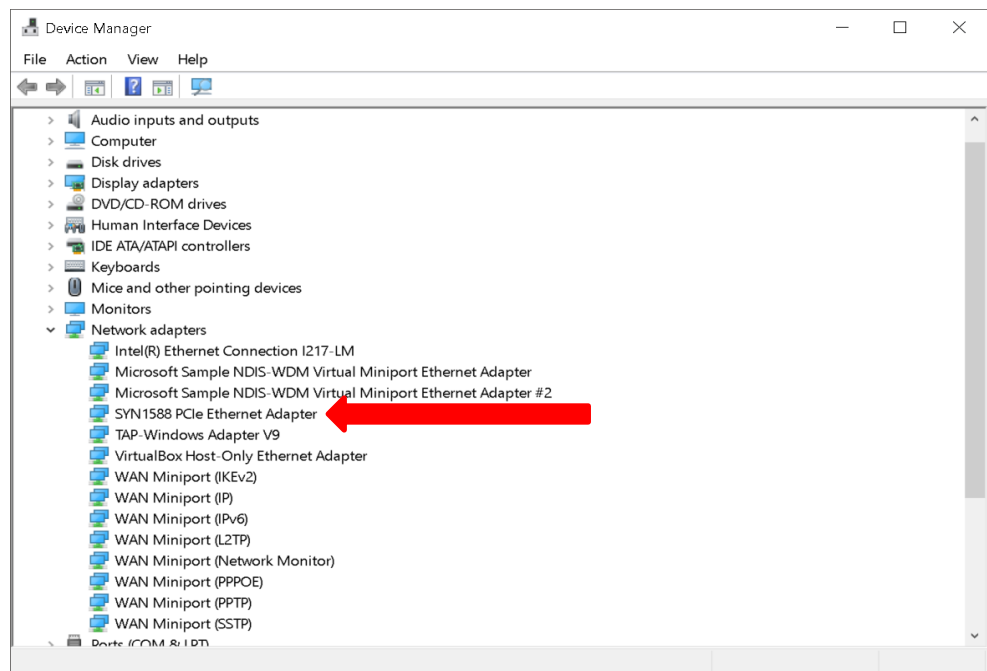 Device Manager
File Action View Help
Audio inputs and outputs
Computer
Disk drives
Display adapters
DVD/CD-ROM drives
Human Interface Devices
IDE ATA/ATAPI controllers
Keyboards
Mice and other pointing devices
Monitors
Network adapters
Intel(R) Ethernet Connection I217-LM
Microsoft Sample NDIS-WDM Virtual Miniport Ethernet Adapter
Microsoft Sample NDIS-WDM Virtual Miniport Ethernet Adapter #2
SYN1588 PCIe Ethernet Adapter
TAP-Windows Adapter V9
VirtualBox Host-Only Ethernet Adapter
WAN Miniport (IKEv2)
WAN Miniport (IP)
WAN Miniport (IPv6)
WAN Miniport (L2TP)
WAN Miniport (Network Monitor)
WAN Miniport (PPPOE)
WAN Miniport (PPTP)
WAN Miniport (SSTP)
Ports (COM & LPT)